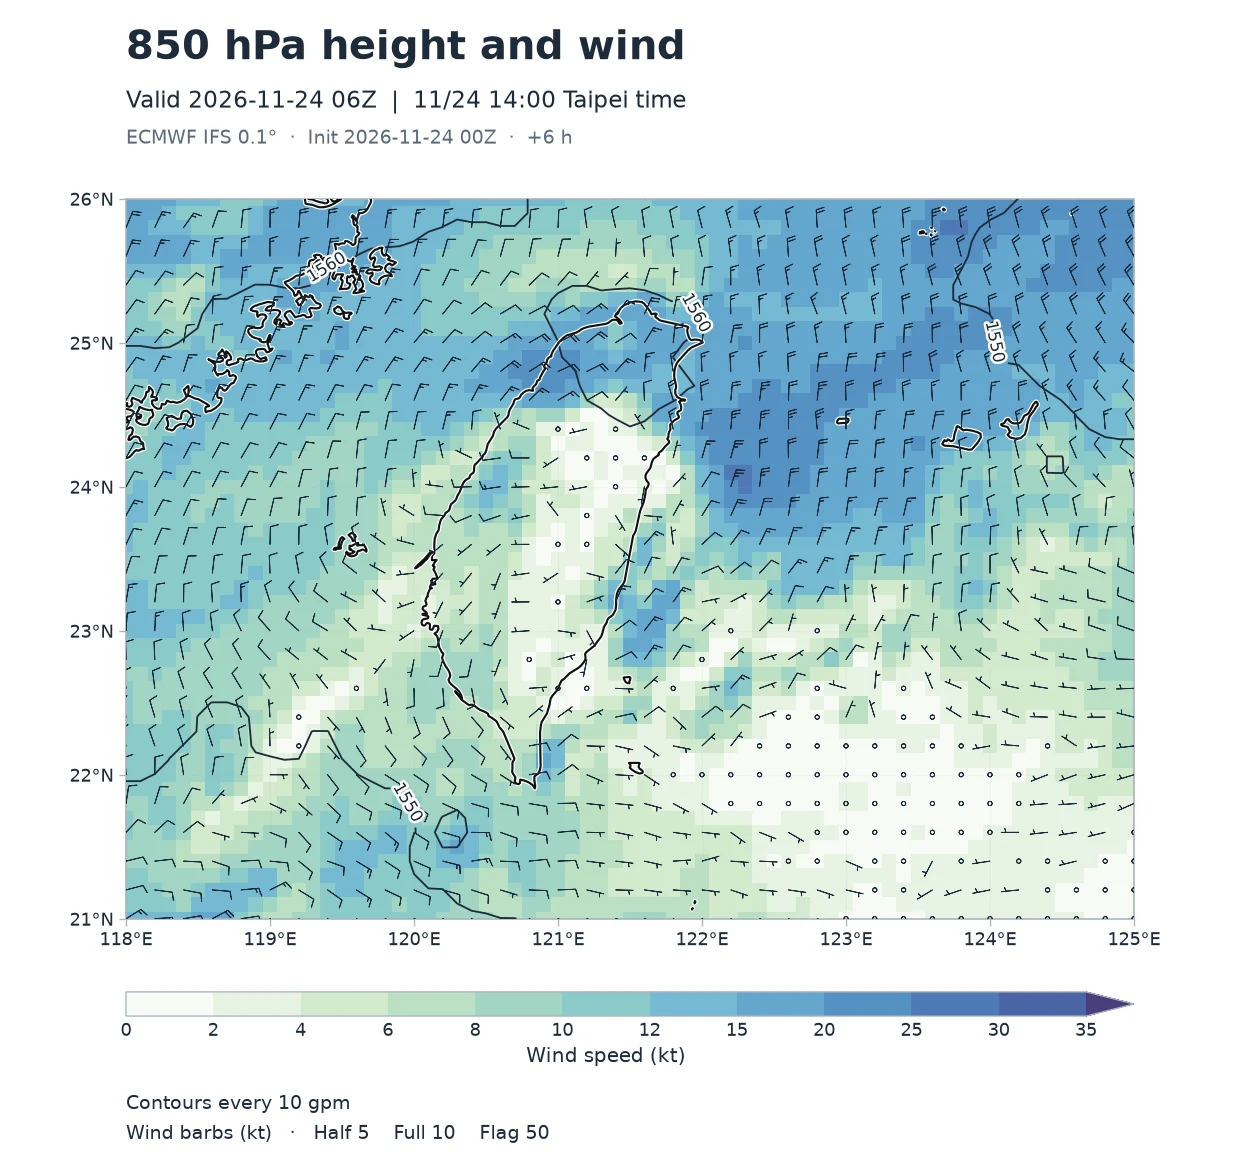 850 hPa height and wind
Valid 2026-11-24 06Z | 11/24 14:00 Taipei time
ECMWF IFS 0.1° · Init 2026-11-24 00Z · +6 h
26°N
25°N
24°N
23°N
22°N
21°N
1560
1560
1550
1550
118°E 119°E 120°E 121°E 122°E 123°E 124°E 125°E
0 2 4 6 8 10 12 15 20 25 30 35
Wind speed (kt)
Contours every 10 gpm
Wind barbs (kt) · Half 5 Full 10 Flag 50